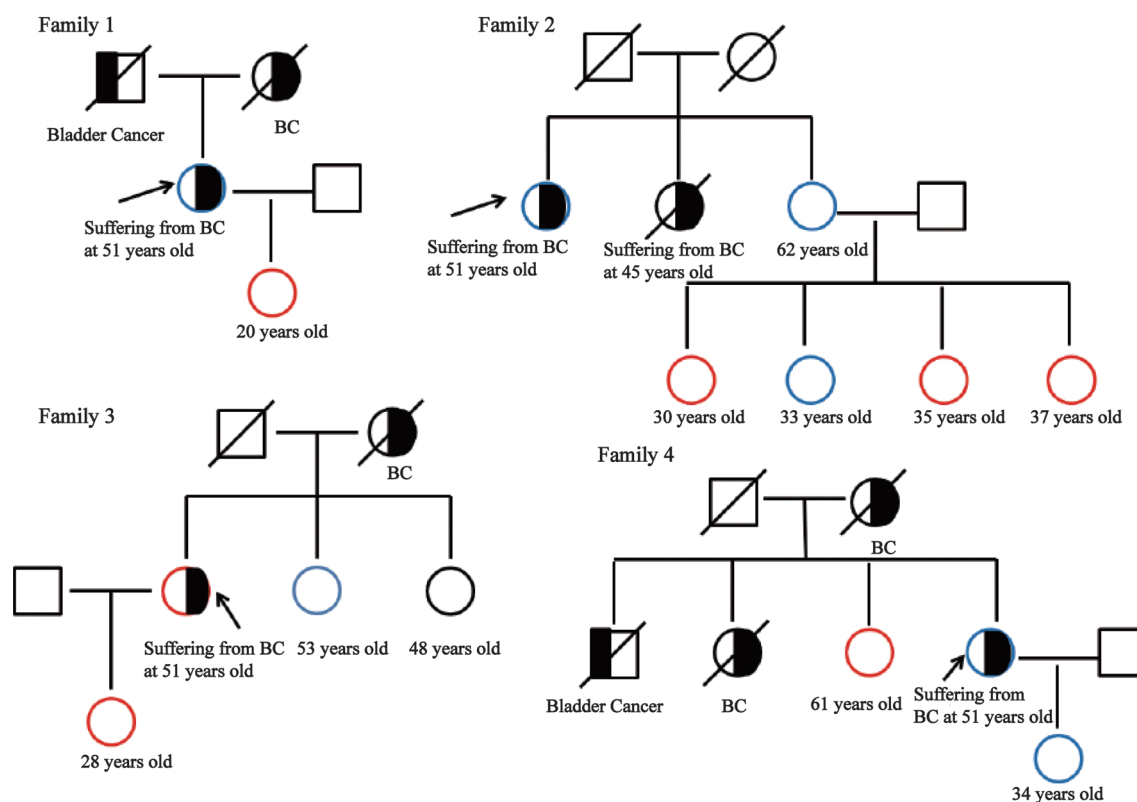 Family 1
Bladder Cancer
BC
Suffering from BC
at 51 years old
20 years old
Family 2
Suffering from BC
at 51 years old
Suffering from BC
at 45 years old
62 years old
30 years old
33 years old
35 years old
37 years old
Family 3
BC
Suffering from BC
at 51 years old
53 years old
48 years old
28 years old
Family 4
BC
Bladder Cancer
BC
61 years old
Suffering from
BC at 51 years old
34 years old